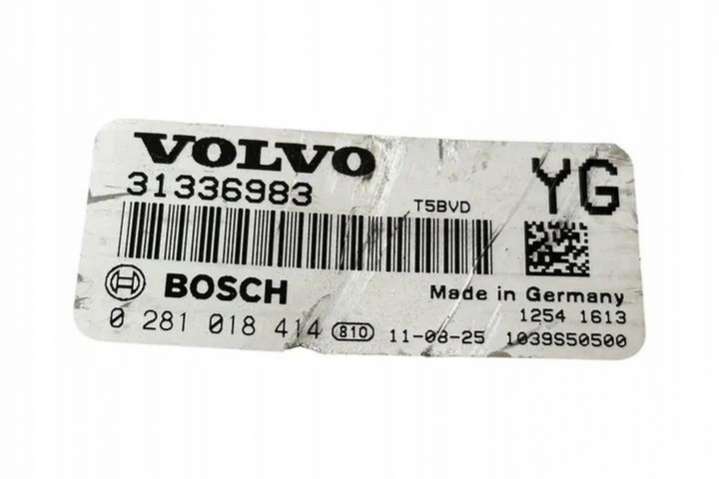 VOLVO
31336983
T5BVD
YG
BOSCH
Made in Germany
1254 1613
0 281 018 414 810 11-08-25 1039S50500